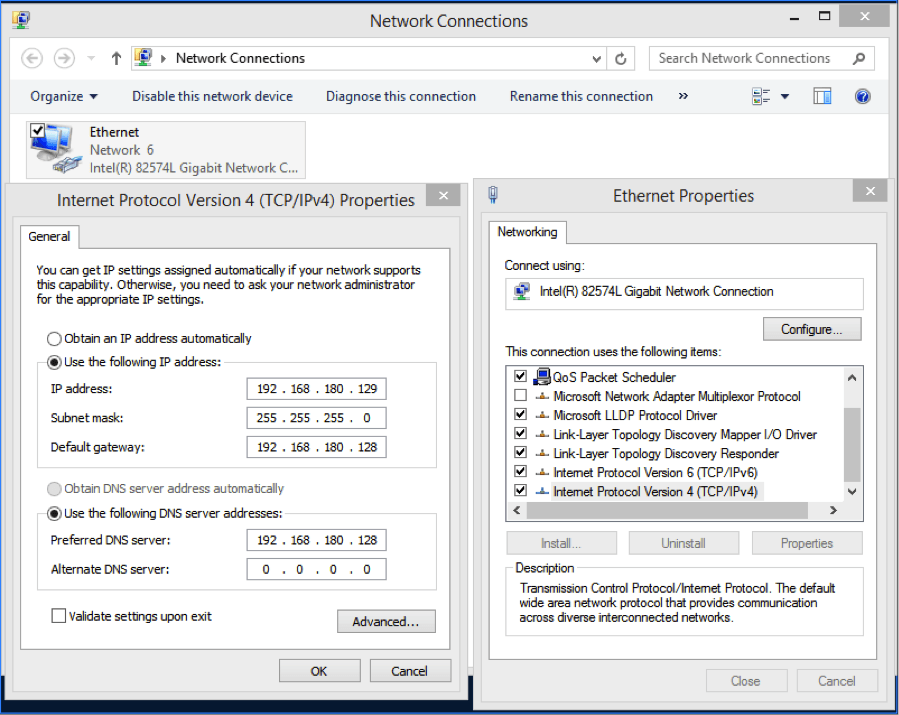 Network Connections
Network Connections
Search Network Connections
Organize
Disable this network device
Diagnose this connection
Rename this connection
»
Ethernet
Network 6
Intel(R) 82574L Gigabit Network C...
Internet Protocol Version 4 (TCP/IPv4) Properties
General
You can get IP settings assigned automatically if your network supports
this capability. Otherwise, you need to ask your network administrator
for the appropriate IP settings.
Obtain an IP address automatically
Use the following IP address:
IP address:
192 . 168 . 180 . 129
Subnet mask:
255 . 255 . 255 . 0
Default gateway:
192 . 168 . 180 . 128
Obtain DNS server address automatically
Use the following DNS server addresses:
Preferred DNS server:
192 . 168 . 180 . 128
Alternate DNS server:
0 . 0 . 0 . 0
Validate settings upon exit
Advanced...
OK
Cancel
Ethernet Properties
Networking
Connect using:
Intel(R) 82574L Gigabit Network Connection
Configure...
This connection uses the following items:
QoS Packet Scheduler
Microsoft Network Adapter Multiplexor Protocol
Microsoft LLDP Protocol Driver
Link-Layer Topology Discovery Mapper I/O Driver
Link-Layer Topology Discovery Responder
Internet Protocol Version 6 (TCP/IPv6)
Internet Protocol Version 4 (TCP/IPv4)
Install...
Uninstall
Properties
Description
Transmission Control Protocol/Internet Protocol. The default
wide area network protocol that provides communication
across diverse interconnected networks.
Close
Cancel